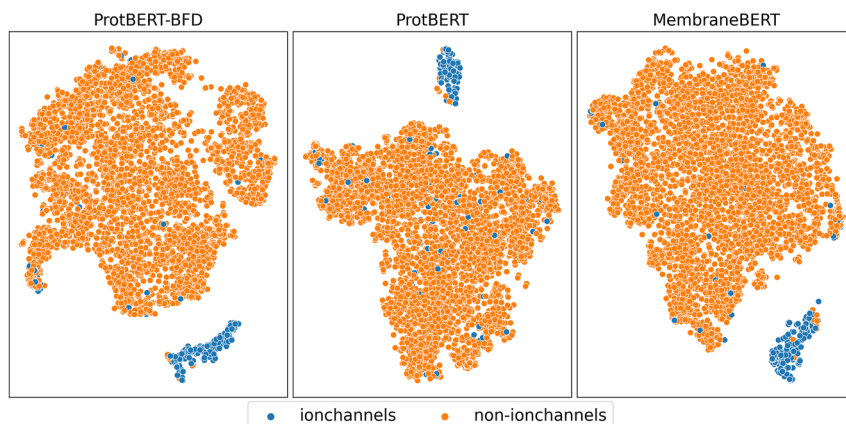 ProtBERT-BFD ProtBERT MembraneBERT
ionchannels non-ionchannels